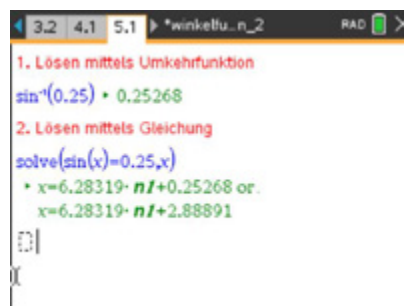 3.2 4.1 5.1 *winkelfu…n_2 RAD
1. Lösen mittels Umkehrfunktion
sin⁻¹(0.25) ▸ 0.25268
2. Lösen mittels Gleichung
solve(sin(x)=0.25,x)
▸ x=6.28319· n1+0.25268 or
x=6.28319· n1+2.88891